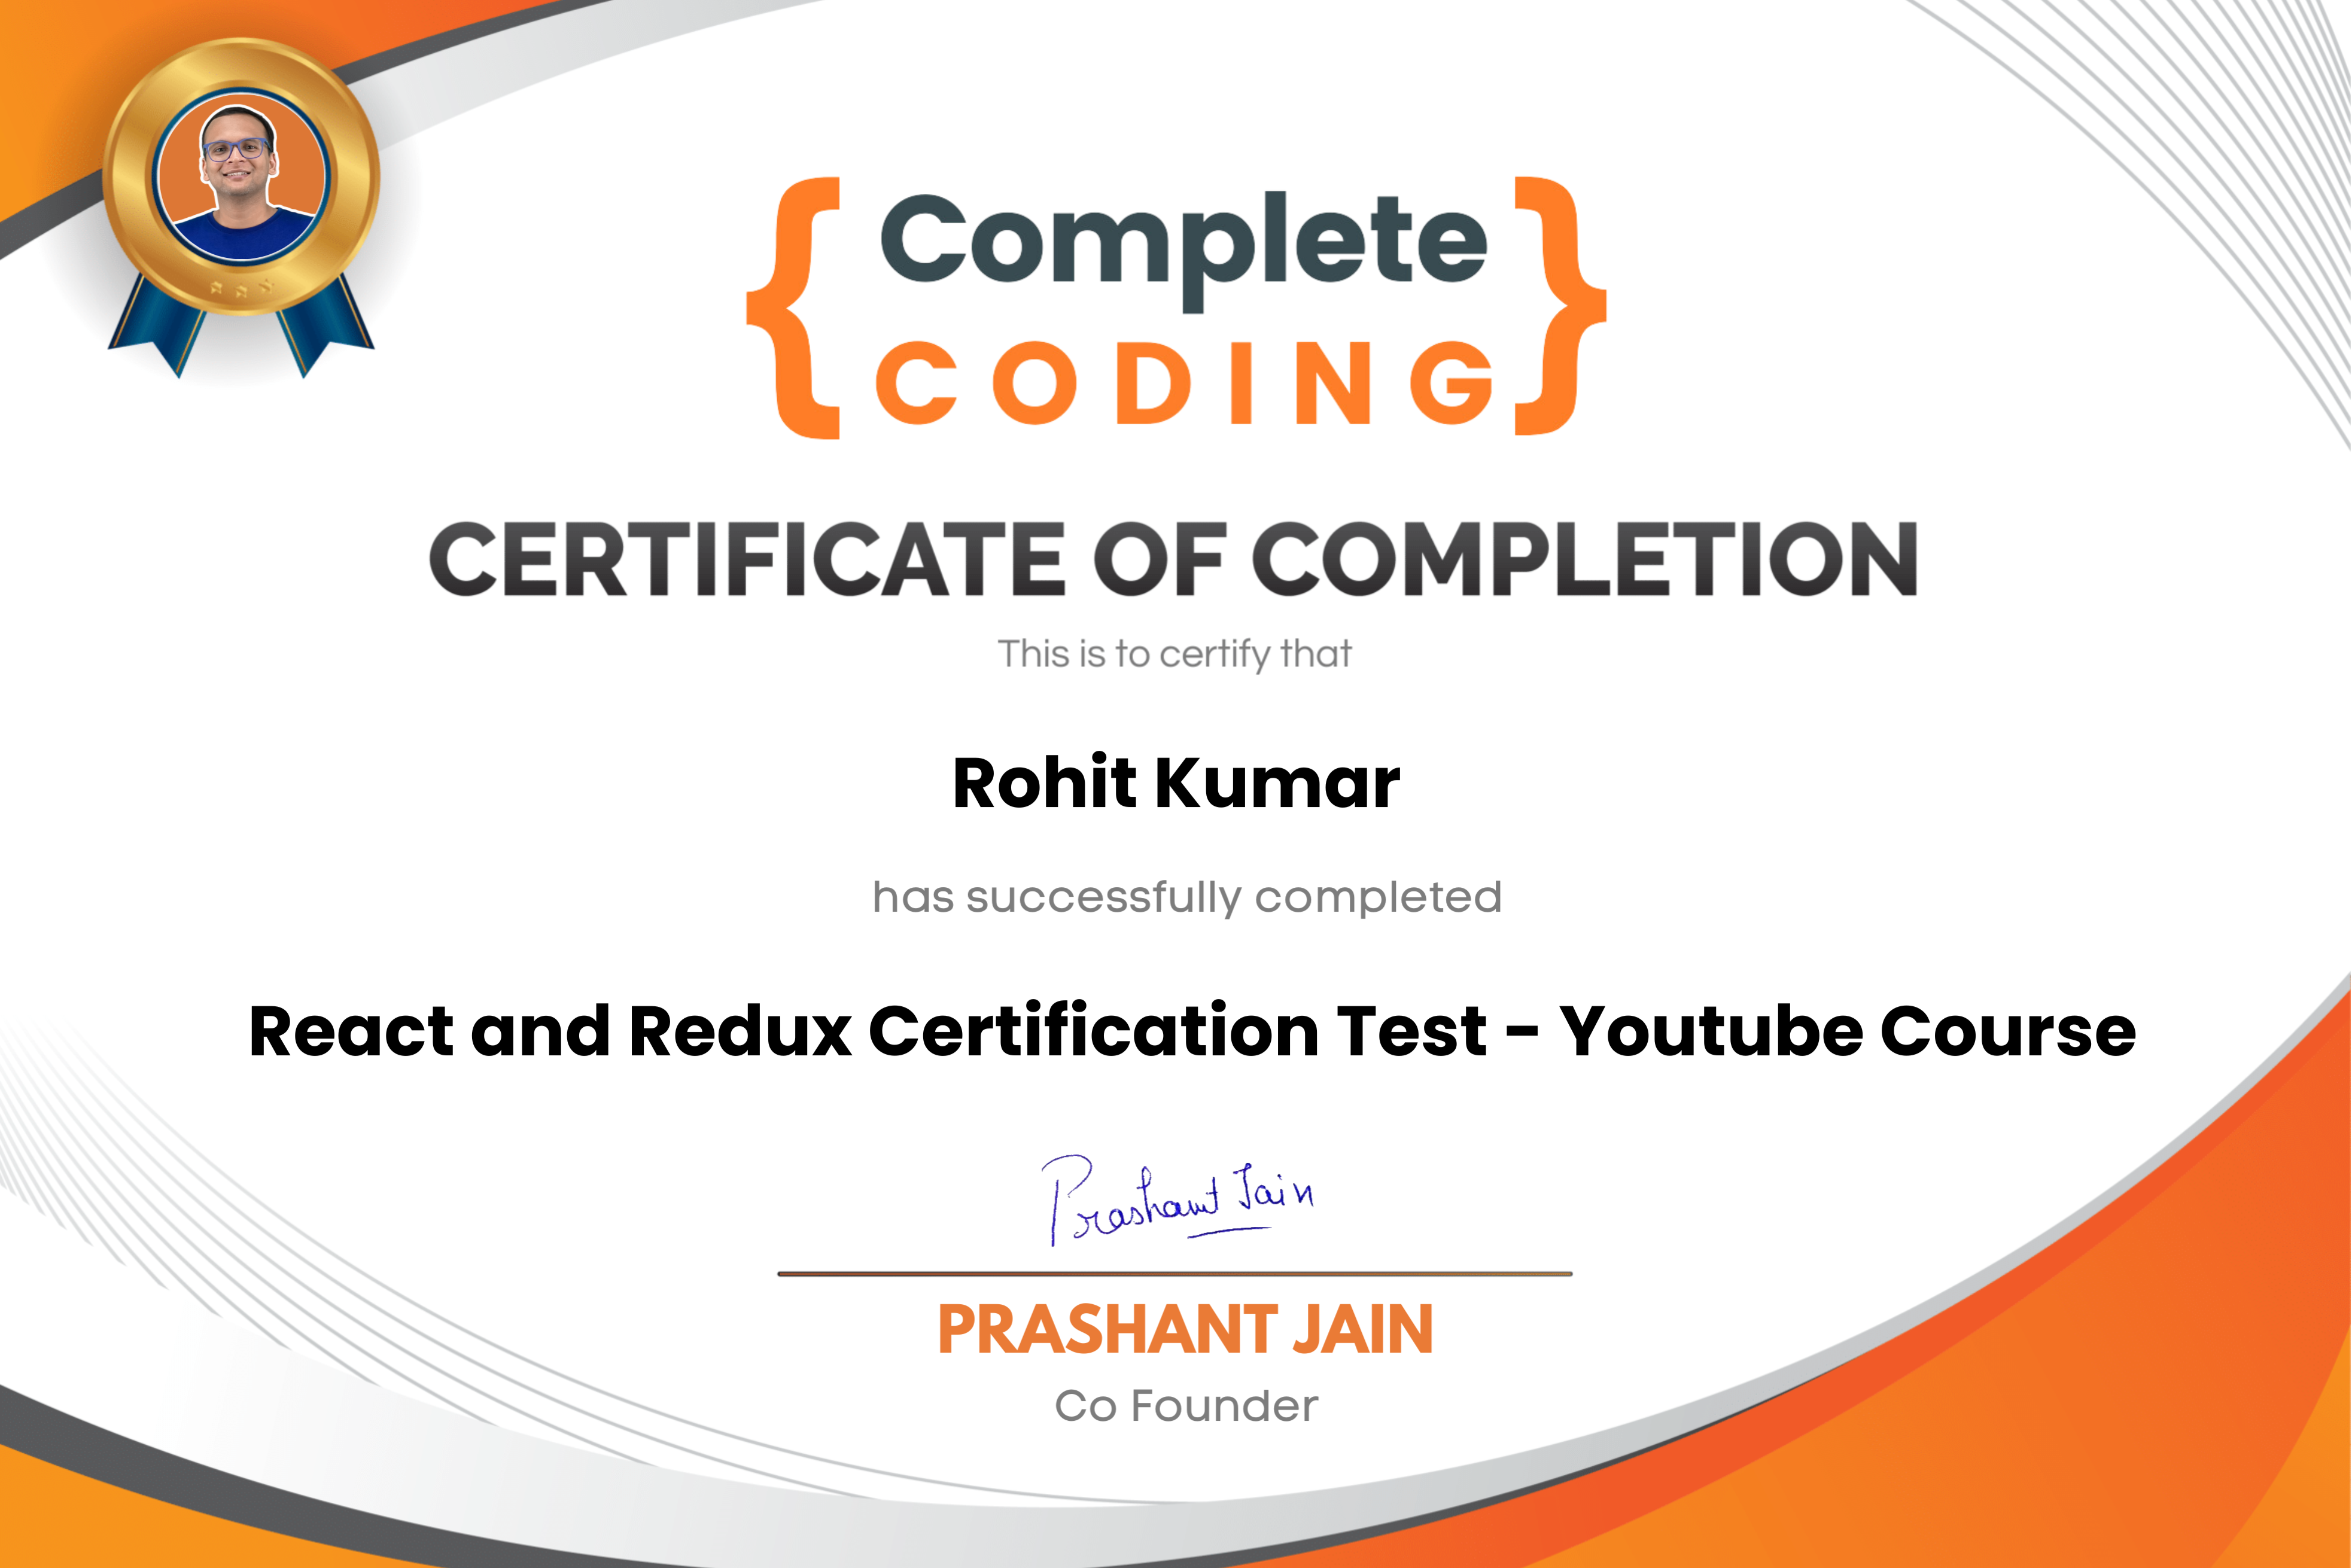 { Complete }
CODING
CERTIFICATE OF COMPLETION
This is to certify that
Rohit Kumar
has successfully completed
React and Redux Certification Test - Youtube Course
Prashant Jain
PRASHANT JAIN
Co Founder